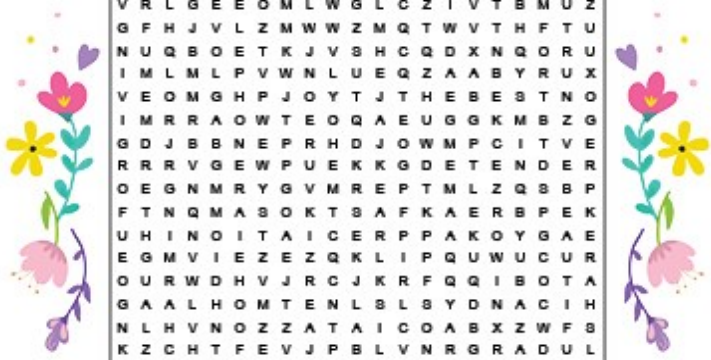 V R L G E E O M L W G L C Z I V T B M U Z
G F H J V L Z M W W Z M Q T W V T H F T U
N U Q B O E T K J V S H C Q D X N Q O R U
I M L M L P V W N L U E Q Z A A B Y R U X
V E O M G H P J O Y T J T H E B E S T N O
I M R R A O W T E O Q A E U G G K M B Z G
G D J B B N E P R H D J O W M P C I T V E
R R R V G E W P U E K K G D E T E N D E R
O E G N M R Y G V M R E P T M L Z Q S B P
F T N Q M A S O K T S A F K A E R B P E K
U H I N O I T A I C E R P P A K O Y G A E
E G M V I E Z E Z Q K L I P Q U W U C U R
O U R W D H V J R C J K R F Q Q I B O T A
G A A L H O M T E N L S L S Y D N A C I H
N L H V N O Z Z A T A I C O A B X Z W F S
K Z C H T F E V J P B L V N R G R A D U L